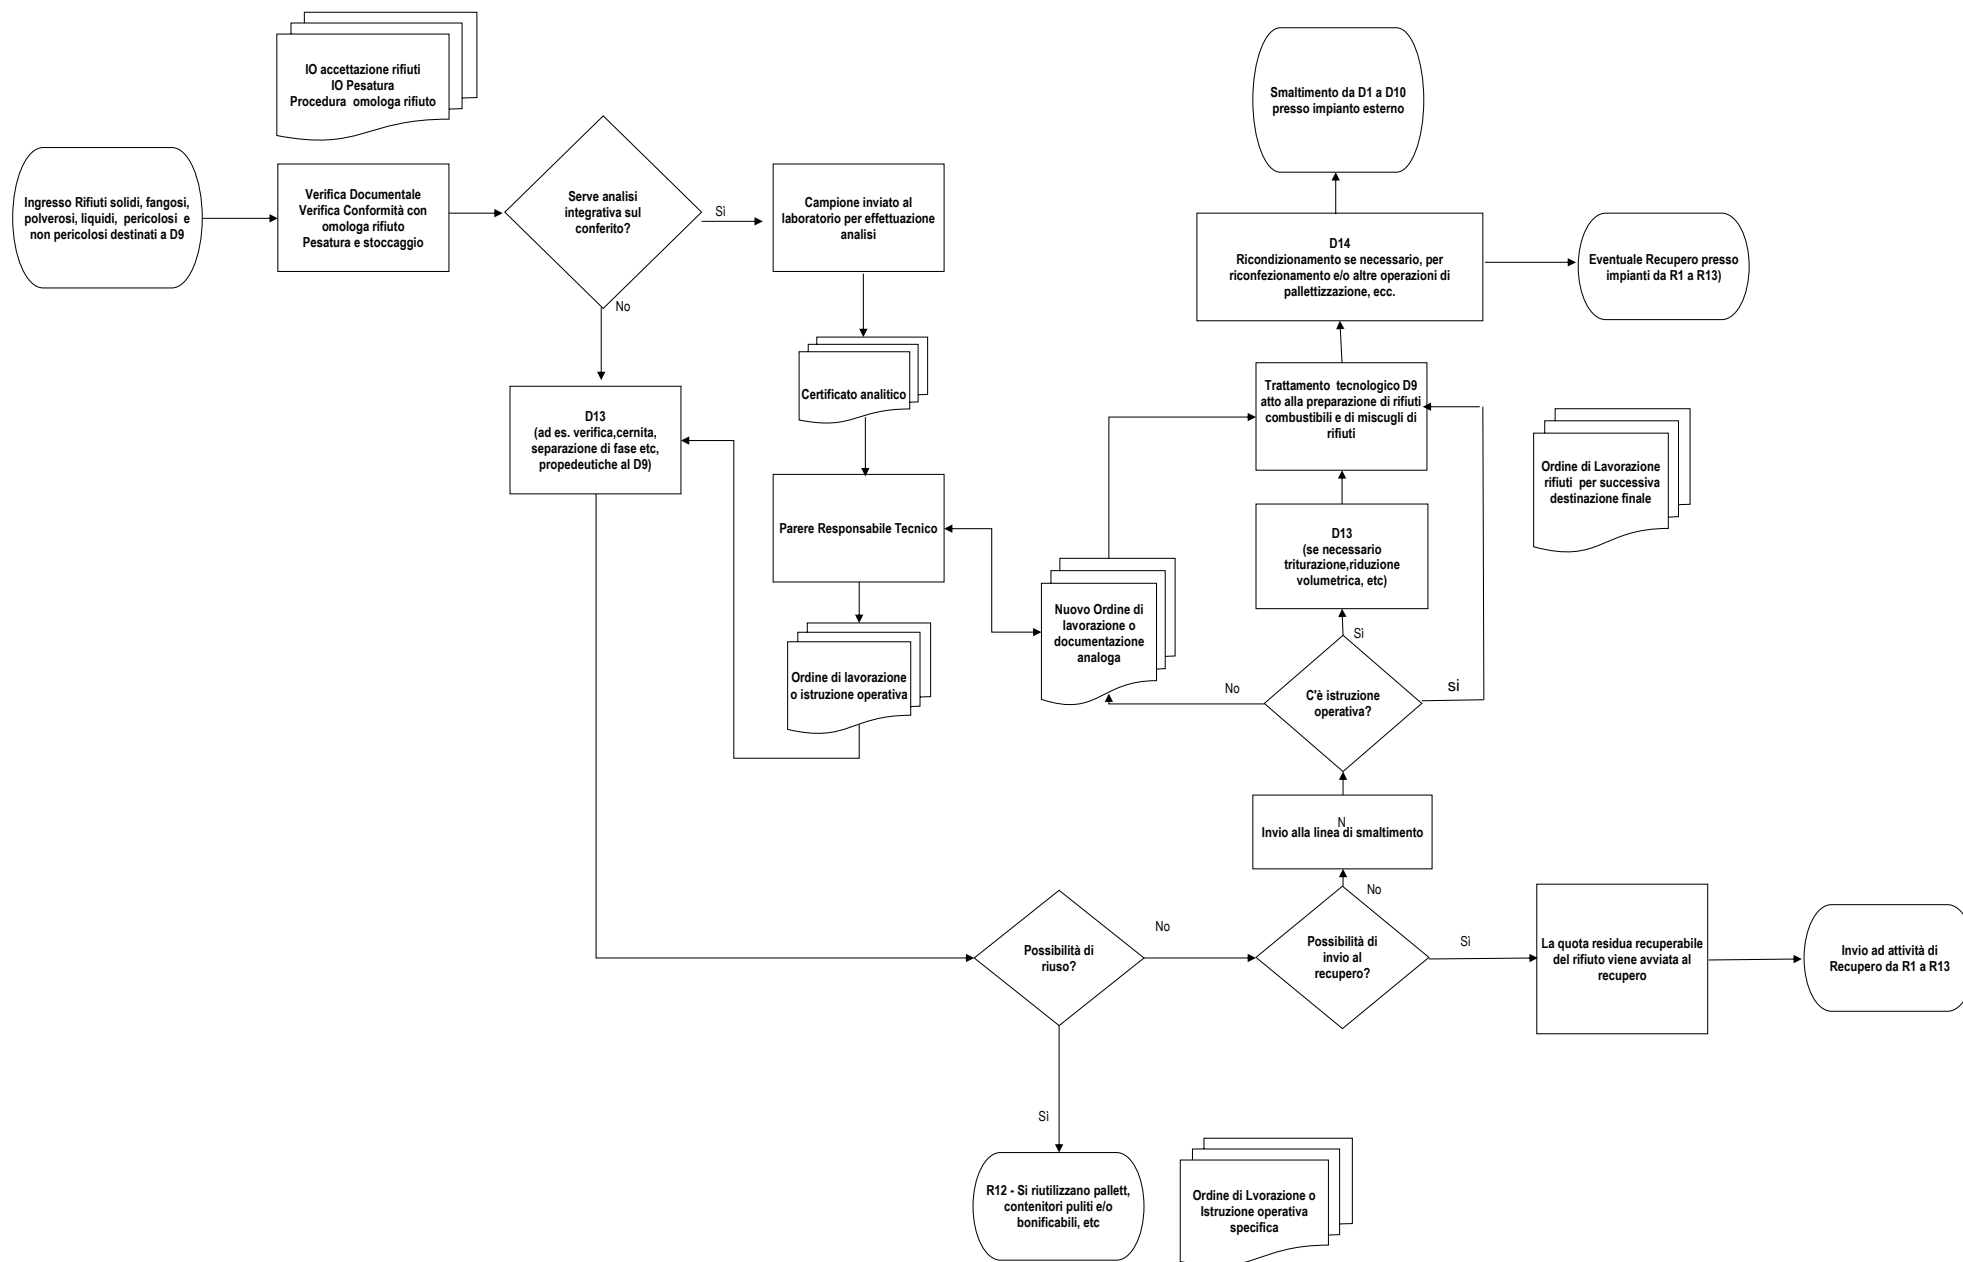 IO accettazione rifiuti
IO Pesatura
Procedura omologa rifiuto
Smaltimento da D1 a D10
presso impianto esterno
Ingresso Rifiuti solidi, fangosi,
polverosi, liquidi, pericolosi e
non pericolosi destinati a D9
Verifica Documentale
Verifica Conformità con
omologa rifiuto
Pesatura e stoccaggio
Serve analisi
integrativa sul
conferito?
Sì
Campione inviato al
laboratorio per effettuazione
analisi
No
D14
Ricondizionamento se necessario, per
riconfezionamento e/o altre operazioni di
pallettizzazione, ecc.
Eventuale Recupero presso
impianti da R1 a R13)
Certificato analitico
D13
(ad es. verifica,cernita,
separazione di fase etc,
propedeutiche al D9)
Trattamento tecnologico D9
atto alla preparazione di rifiuti
combustibili e di miscugli di
rifiuti
Ordine di Lavorazione
rifiuti per successiva
destinazione finale
Parere Responsabile Tecnico
D13
(se necessario
triturazione,riduzione
volumetrica, etc)
Nuovo Ordine di
lavorazione o
documentazione
analoga
Sì
Ordine di lavorazione
o istruzione operativa
No
C'è istruzione
operativa?
si
N
Invio alla linea di smaltimento
No
Possibilità di
riuso?
No
Possibilità di
invio al
recupero?
Sì
La quota residua recuperabile
del rifiuto viene avviata al
recupero
Invio ad attività di
Recupero da R1 a R13
Sì
R12 - Si riutilizzano pallett,
contenitori puliti e/o
bonificabili, etc
Ordine di Lvorazione o
Istruzione operativa
specifica